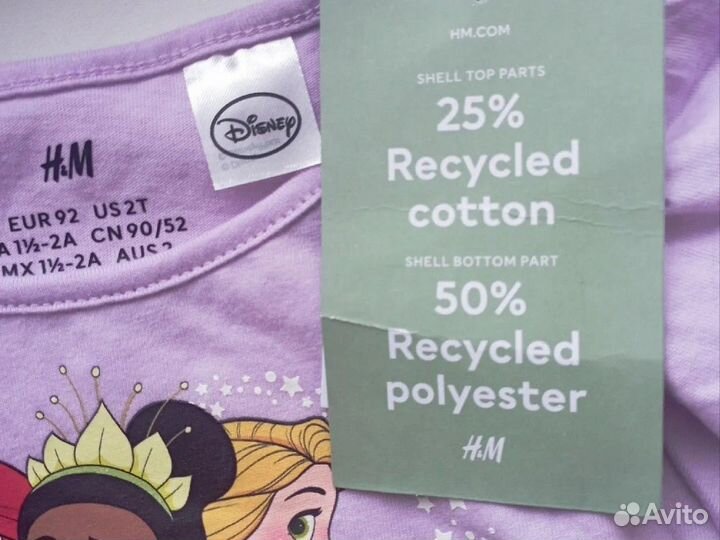 HM.COM
SHELL TOP PARTS
25%
Recycled
cotton
SHELL BOTTOM PART
50%
Recycled
polyester
H&M
Disney
H&M
EUR 92 US 2T
A 1½-2A CN 90/52
MX 1½-2A AUS 2
Avito